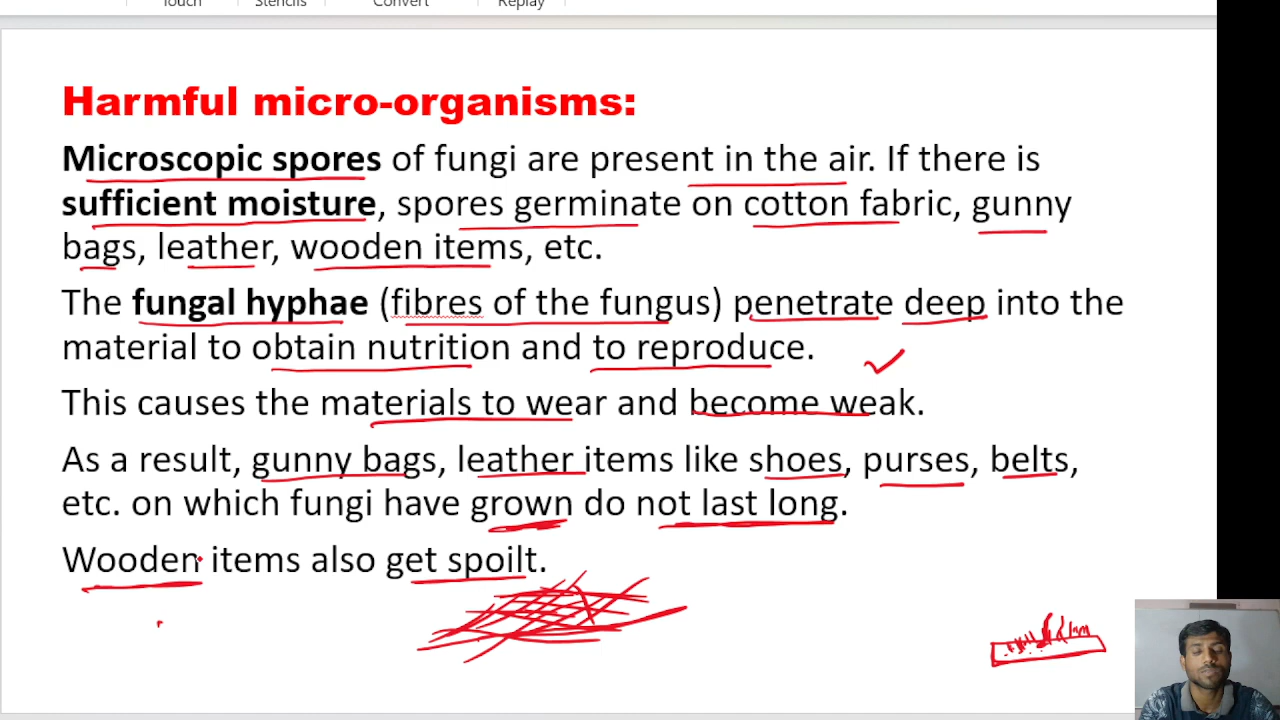 Touch Stencils Convert Replay
Harmful micro-organisms:
Microscopic spores of fungi are present in the air. If there is
sufficient moisture, spores germinate on cotton fabric, gunny
bags, leather, wooden items, etc.
The fungal hyphae (fibres of the fungus) penetrate deep into the
material to obtain nutrition and to reproduce.
This causes the materials to wear and become weak.
As a result, gunny bags, leather items like shoes, purses, belts,
etc. on which fungi have grown do not last long.
Wooden items also get spoilt.